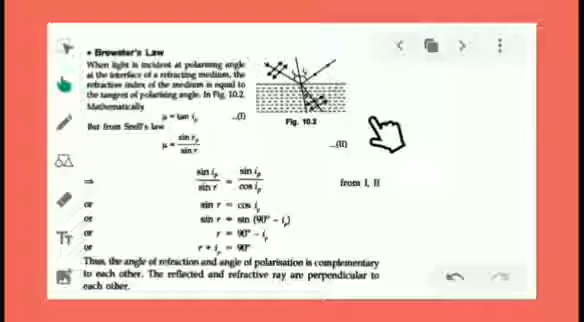 • Brewster's Law
When light is incident at polarising angle
at the interface of a refracting medium, the
refractive index of the medium is equal to
the tangent of polarising angle. In Fig. 10.2
Mathematically
μ = tan i_p ...(I)
But from Snell's law
μ = sin i_p / sin r ...(II)
Fig. 10.2
⇒ sin i_p / sin r = sin i_p / cos i_p from I, II
or sin r = cos i_p
or sin r = sin (90° - i_p)
or r = 90° - i_p
or r + i_p = 90°
Thus, the angle of refraction and angle of polarisation is complementary
to each other. The reflected and refractive ray are perpendicular to
each other.
Tт